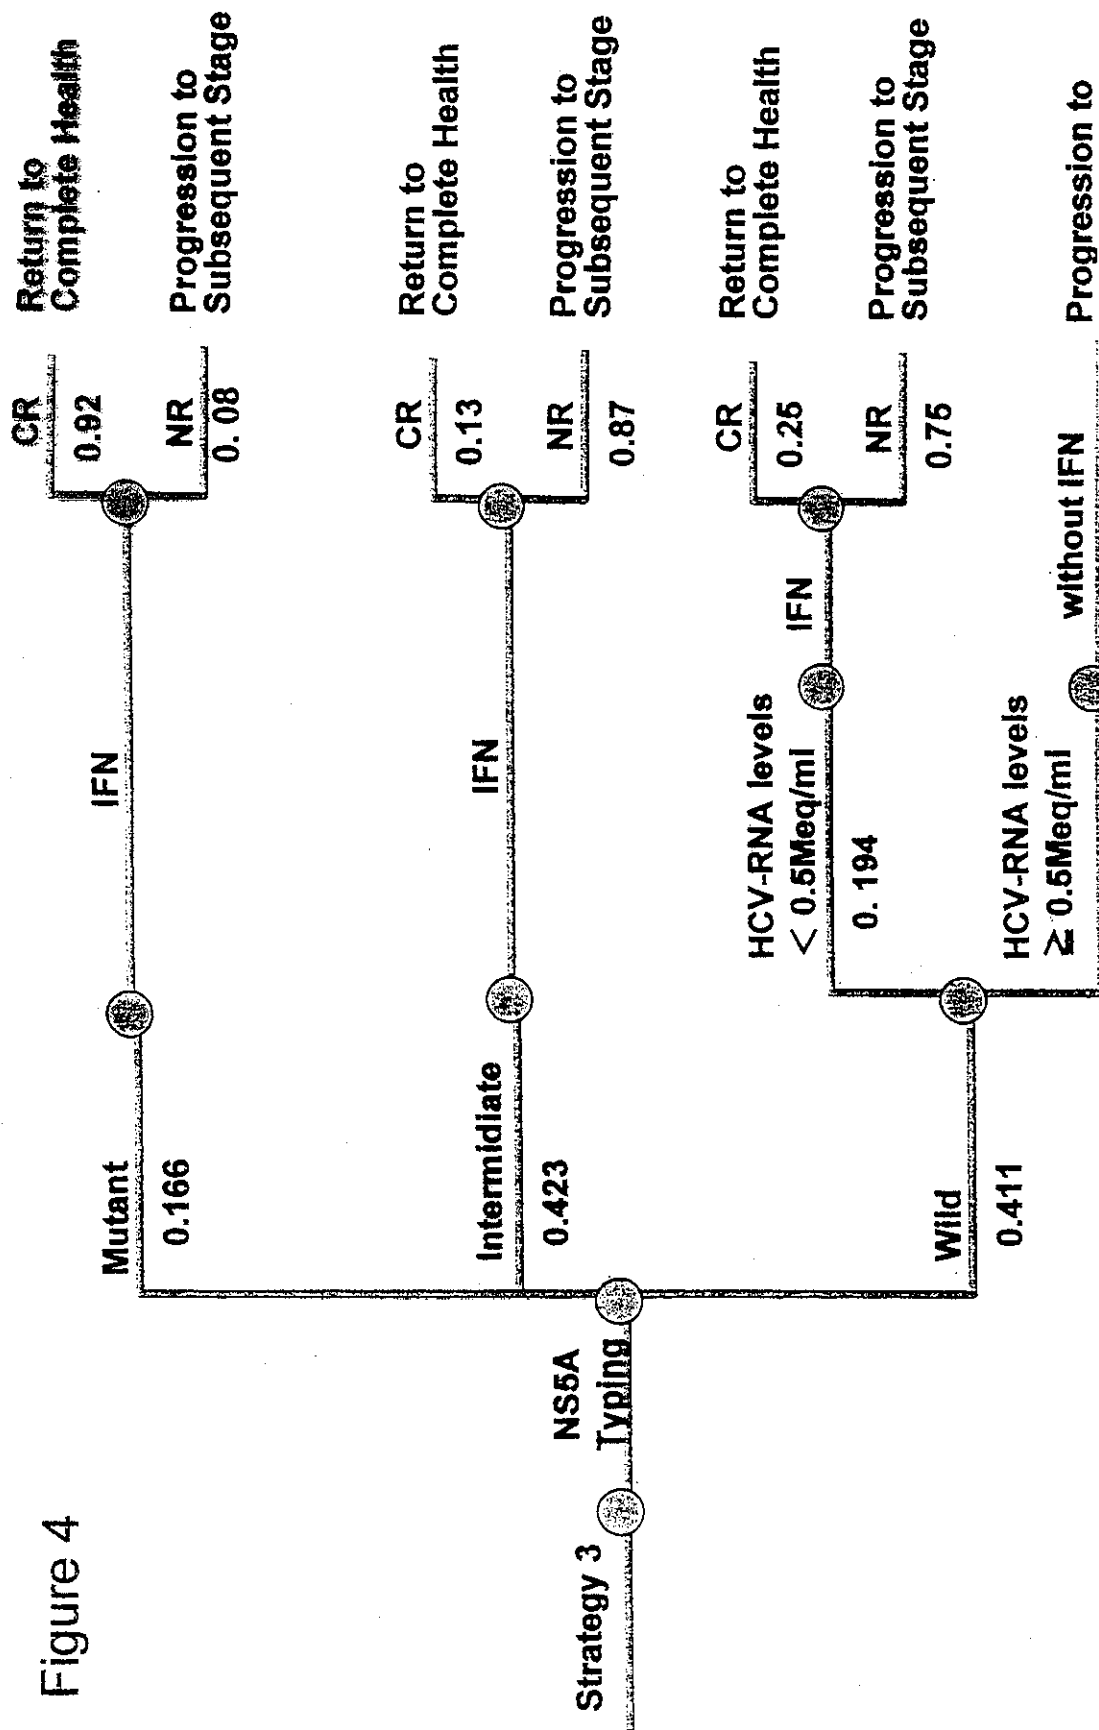 Figure 4
Strategy 3
NS5A
Typing
Mutant
0.166
IFN
CR
0.92
Return to
Complete Health
NR
0. 08
Progression to
Subsequent Stage
Intermidiate
0.423
IFN
CR
0.13
Return to
Complete Health
NR
0.87
Progression to
Subsequent Stage
Wild
0.411
HCV-RNA levels
< 0.5Meq/ml
0. 194
IFN
CR
0.25
Return to
Complete Health
NR
0.75
Progression to
Subsequent Stage
HCV-RNA levels
≧ 0.5Meq/ml
without IFN
Progression to